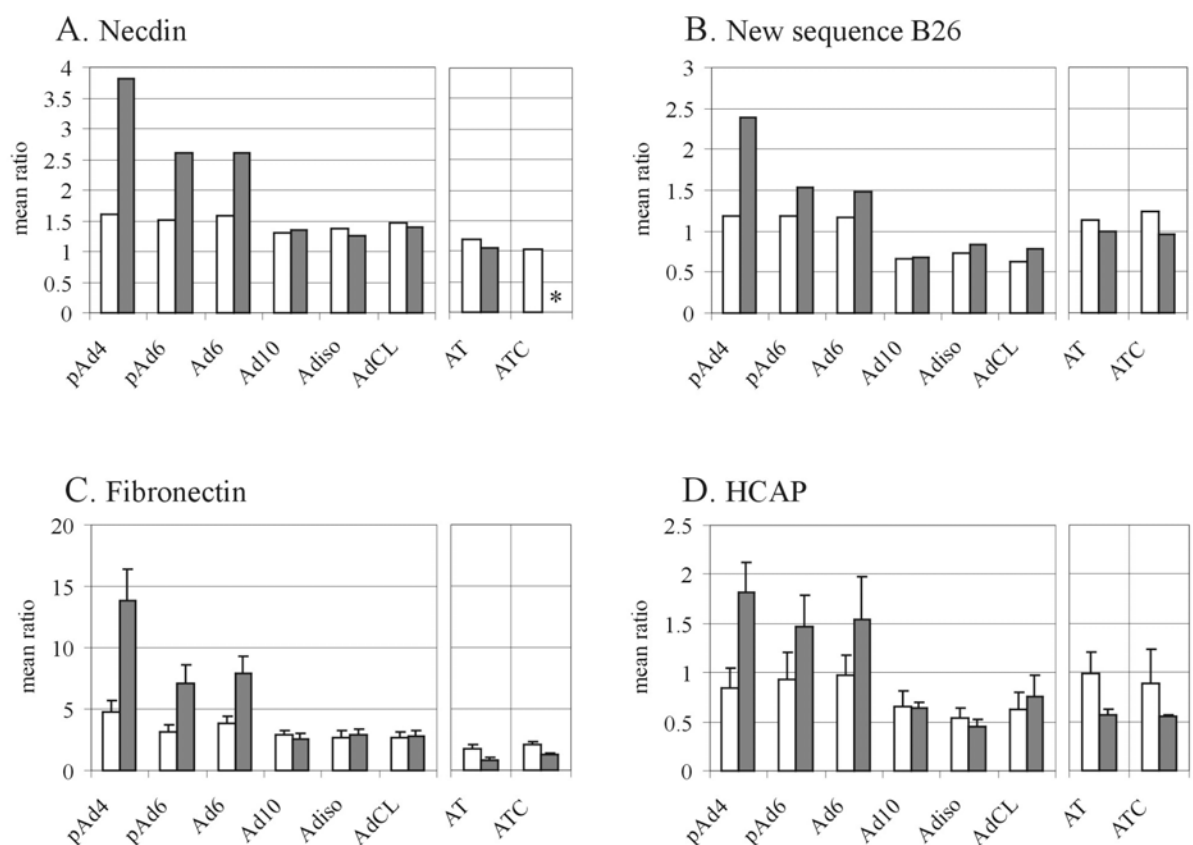 A. Necdin
mean ratio
4
3.5
3
2.5
2
1.5
1
0.5
0
*
pAd4
pAd6
Ad6
Ad10
Adiso
AdCL
AT
ATC
B. New sequence B26
mean ratio
3
2.5
2
1.5
1
0.5
0
pAd4
pAd6
Ad6
Ad10
Adiso
AdCL
AT
ATC
C. Fibronectin
mean ratio
20
15
10
5
0
pAd4
pAd6
Ad6
Ad10
Adiso
AdCL
AT
ATC
D. HCAP
mean ratio
2.5
2
1.5
1
0.5
0
pAd4
pAd6
Ad6
Ad10
Adiso
AdCL
AT
ATC